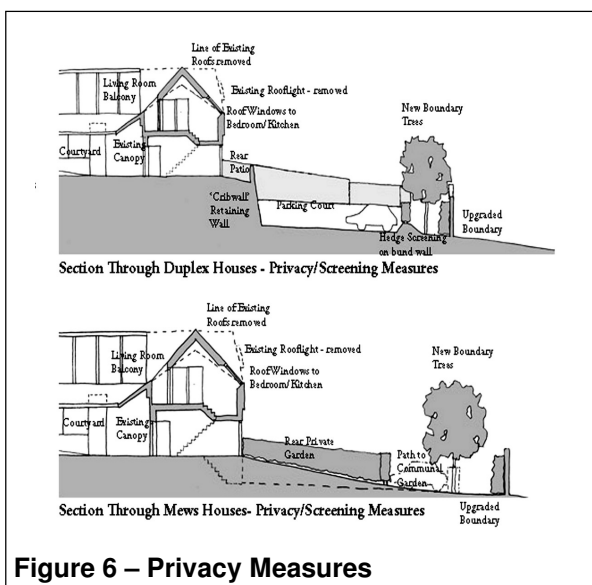 Line of Existing
Roofs removed
Living Room
Balcony
Existing Rooflight - removed
Roof Windows to
Bedroom/Kitchen
New Boundary
Trees
Courtyard
Existing
Canopy
Rear
Patio
'Cribwall'
Retaining
Wall
Parking Court
Upgraded
Boundary
Hedge Screening
on bund wall
Section Through Duplex Houses - Privacy/Screening Measures
Line of Existing
Roofs removed
Living Room
Balcony
Existing Rooflight - removed
Roof Windows to
Bedroom/Kitchen
New Boundary
Trees
Courtyard
Existing
Canopy
Rear Private
Garden
Path to
Communal
Garden
Upgraded
Boundary
Section Through Mews Houses- Privacy/Screening Measures
Figure 6 – Privacy Measures